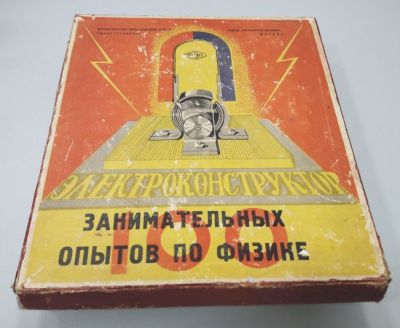 ЭЛЕКТРОКОНСТРУКТОР
100
ЗАНИМАТЕЛЬНЫХ
ОПЫТОВ ПО ФИЗИКЕ